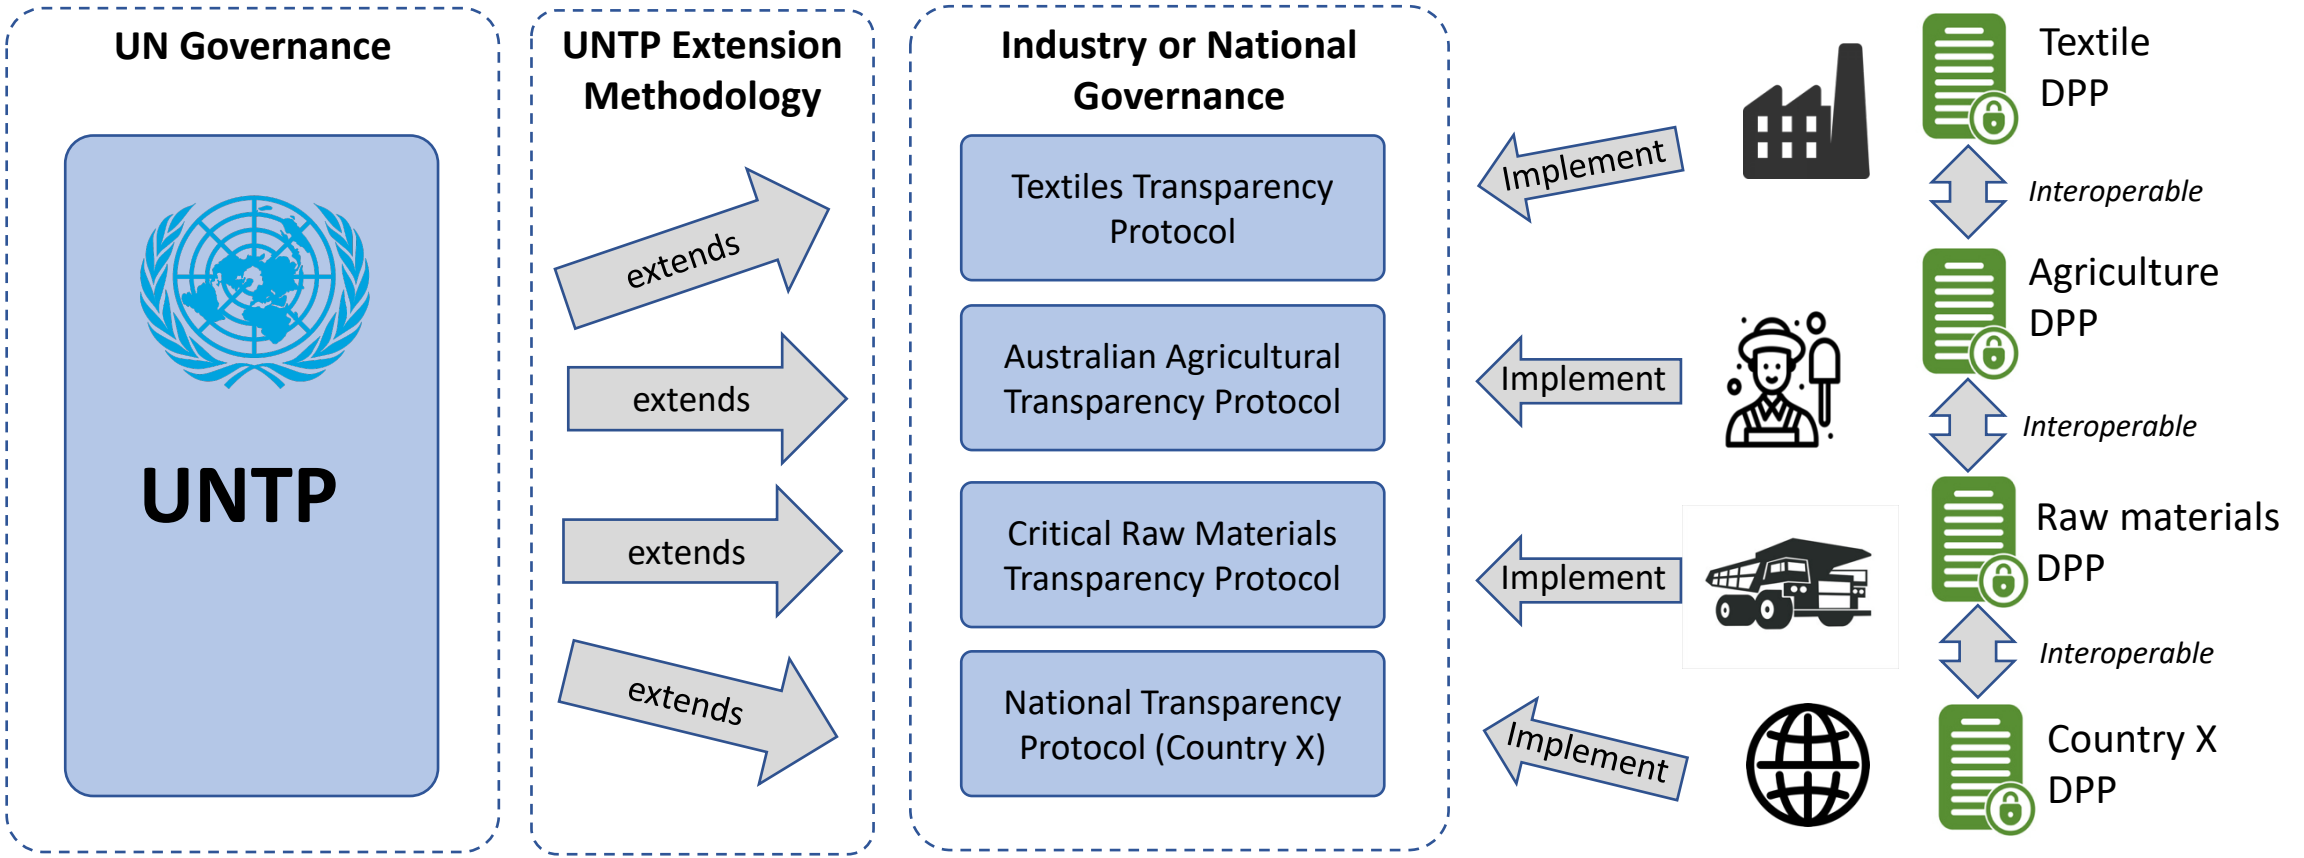 UN Governance
UNTP
UNTP Extension
Methodology
extends
extends
extends
extends
Industry or National
Governance
Textiles Transparency
Protocol
Australian Agricultural
Transparency Protocol
Critical Raw Materials
Transparency Protocol
National Transparency
Protocol (Country X)
Implement
Implement
Implement
Implement
Textile
DPP
Interoperable
Agriculture
DPP
Interoperable
Raw materials
DPP
Interoperable
Country X
DPP